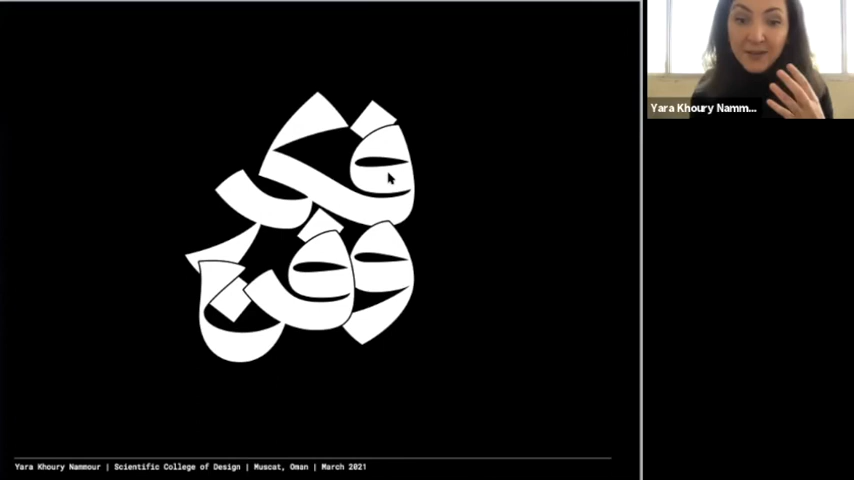 فكر
وفن
Yara Khoury Namm...
Yara Khoury Nammour | Scientific College of Design | Muscat, Oman | March 2021